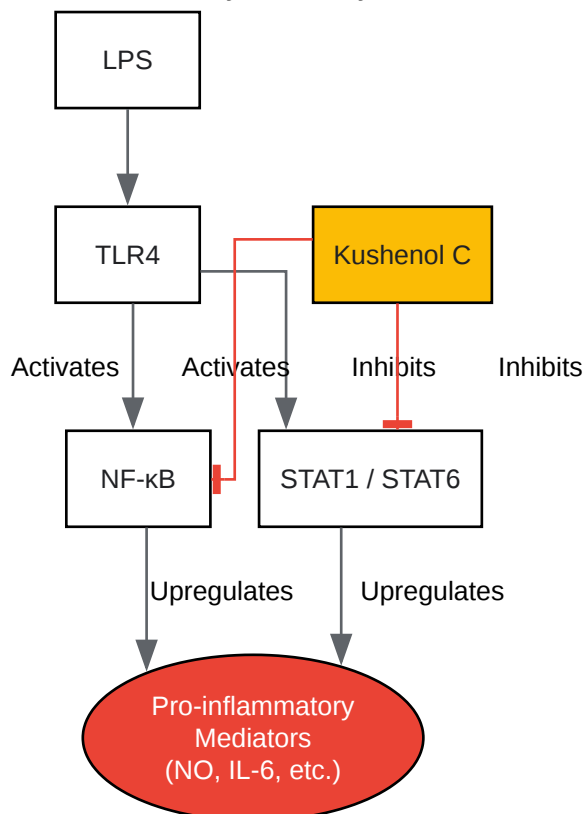 LPS
TLR4
Kushenol C
Activates
Activates
Inhibits
Inhibits
NF-κB
STAT1 / STAT6
Upregulates
Upregulates
Pro-inflammatory
Mediators
(NO, IL-6, etc.)